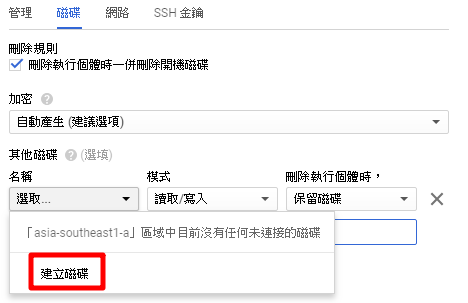 管理 磁碟 網路 SSH 金鑰
刪除規則
刪除執行個體時一併刪除開機磁碟
加密
自動產生 (建議選項)
其他磁碟 (選填)
名稱 模式 刪除執行個體時，
選取... 讀取/寫入 保留磁碟
「asia-southeast1-a」區域中目前沒有任何未連接的磁碟
建立磁碟